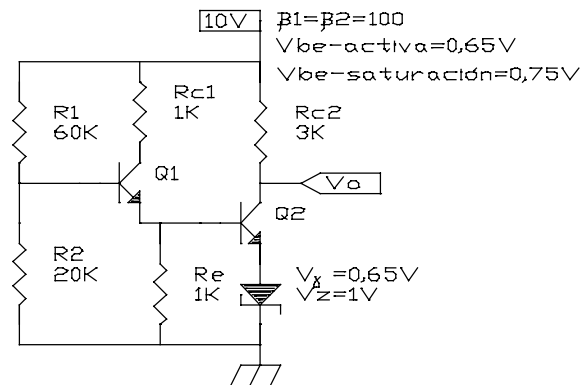 10V
β1=β2=100
Vbe-activa=0,65V
Vbe-saturación=0,75V
R1
60K
Rc1
1K
Rc2
3K
Q1
Vo
Q2
R2
20K
Re
1K
Vγ=0,65V
Vz=1V